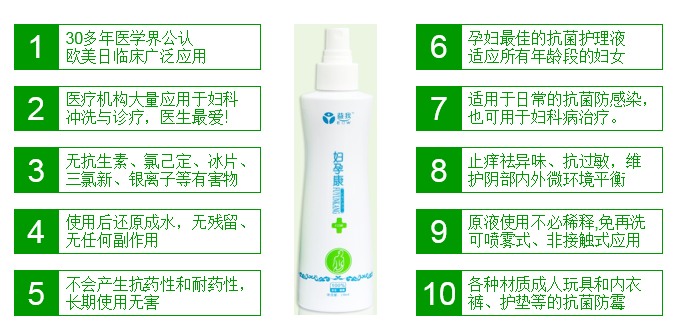 1
30多年医学界公认
欧美日临床广泛应用
2
医疗机构大量应用于妇科
冲洗与诊疗，医生最爱!
3
无抗生素、氯己定、冰片、
三氯新、银离子等有害物
4
使用后还原成水，无残留、
无任何副作用
5
不会产生抗药性和耐药性，
长期使用无害
妇孕康
6
孕妇最佳的抗菌护理液
适应所有年龄段的妇女
7
适用于日常的抗菌防感染，
也可用于妇科病治疗。
8
止痒祛异味、抗过敏，维
护阴部内外微环境平衡
9
原液使用不必稀释,免再洗
可喷雾式、非接触式应用
10
各种材质成人玩具和内衣
裤、护垫等的抗菌防霉